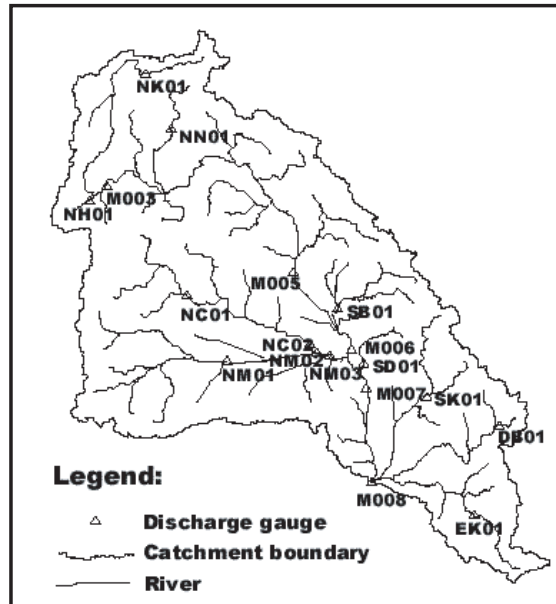 NK01
NN01
M003
NH01
M005
NC01
SB01
NC02
M006
NM02
SD01
NM01
NM03
M007
SK01
DB01
Legend:
M008
Discharge gauge
EK01
Catchment boundary
River